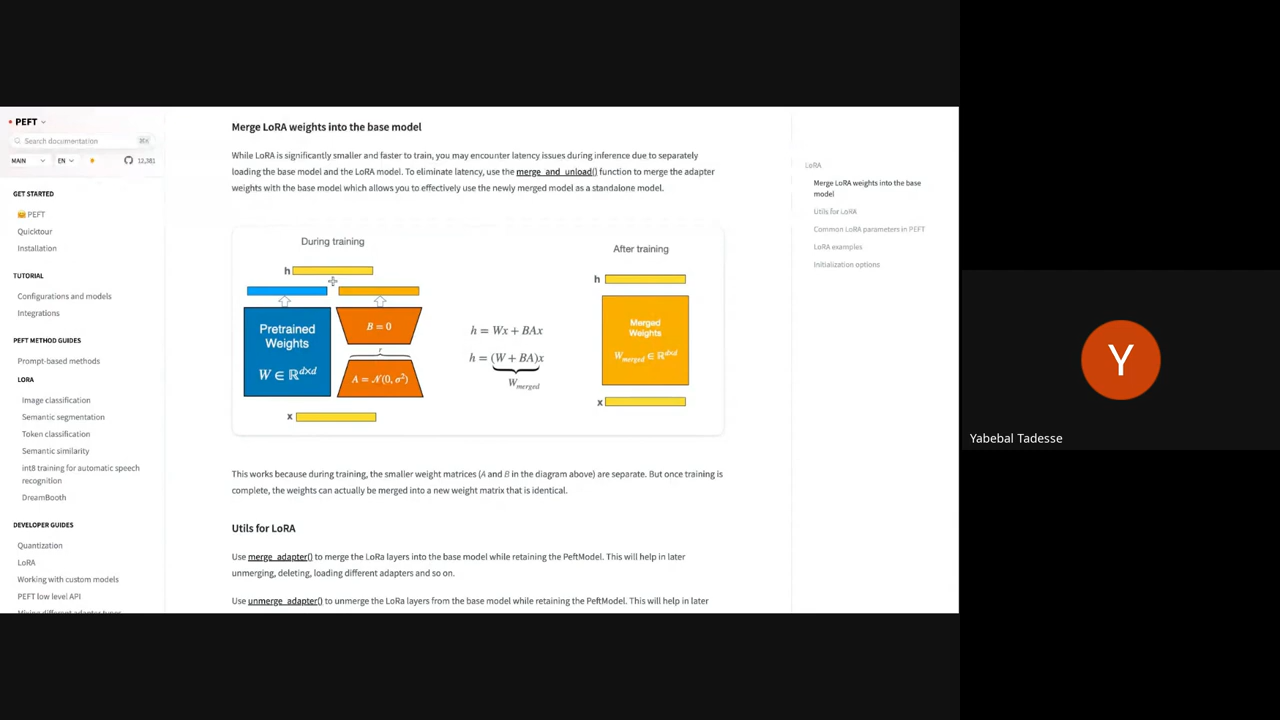 PEFT
Search documentation
⌘K
MAIN
EN
12,381
GET STARTED
🤗 PEFT
Quicktour
Installation
TUTORIAL
Configurations and models
Integrations
PEFT METHOD GUIDES
Prompt-based methods
LORA
Image classification
Semantic segmentation
Token classification
Semantic similarity
int8 training for automatic speech
recognition
DreamBooth
DEVELOPER GUIDES
Quantization
LoRA
Working with custom models
PEFT low level API
Mixing different adapter types
Merge LoRA weights into the base model
While LoRA is significantly smaller and faster to train, you may encounter latency issues during inference due to separately
loading the base model and the LoRA model. To eliminate latency, use the merge_and_unload() function to merge the adapter
weights with the base model which allows you to effectively use the newly merged model as a standalone model.
During training
h
Pretrained
Weights
W ∈ ℝ^{d×d}
B = 0
r
A = 𝒩(0, σ²)
x
h = Wx + BAx
h = (W + BA)x
W_{merged}
After training
h
Merged
Weights
W_{merged} ∈ ℝ^{d×d}
x
This works because during training, the smaller weight matrices (A and B in the diagram above) are separate. But once training is
complete, the weights can actually be merged into a new weight matrix that is identical.
Utils for LoRA
Use merge_adapter() to merge the LoRa layers into the base model while retaining the PeftModel. This will help in later
unmerging, deleting, loading different adapters and so on.
Use unmerge_adapter() to unmerge the LoRa layers from the base model while retaining the PeftModel. This will help in later
LoRA
Merge LoRA weights into the base
model
Utils for LoRA
Common LoRA parameters in PEFT
LoRA examples
Initialization options
Y
Yabebal Tadesse